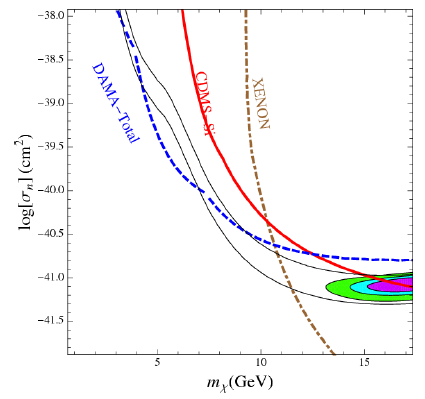 −38.0
−38.5
−39.0
−39.5
−40.0
−40.5
−41.0
−41.5
log[σₙ] (cm²)
DAMA−Total
CDMS−Si
XENON
5
10
15
mχ(GeV)